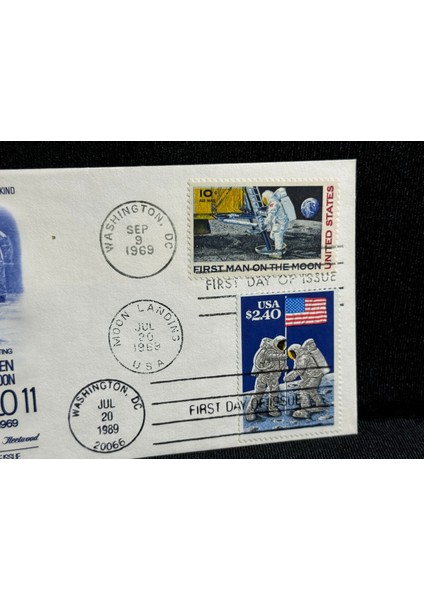 KIND
WASHINGTON, DC
SEP
9
1969
10¢
AIR MAIL
UNITED STATES
FIRST MAN ON THE MOON
FIRST DAY OF ISSUE
MOON LANDING
JUL
20
1969
USA
USA
$2.40
EN
OON
O 11
969
Fleetwood
ISSUE
WASHINGTON, DC
JUL
20
1989
20066
FIRST DAY OF ISSUE